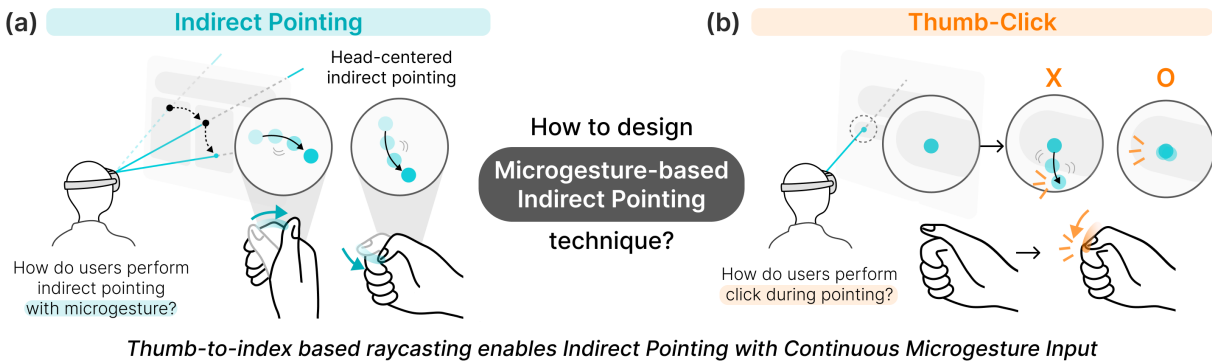 (a)
Indirect Pointing
Head-centered
indirect pointing
How do users perform
indirect pointing
with microgesture?
How to design
Microgesture-based
Indirect Pointing
technique?
(b)
Thumb-Click
X
O
How do users perform
click during pointing?
Thumb-to-index based raycasting enables Indirect Pointing with Continuous Microgesture Input